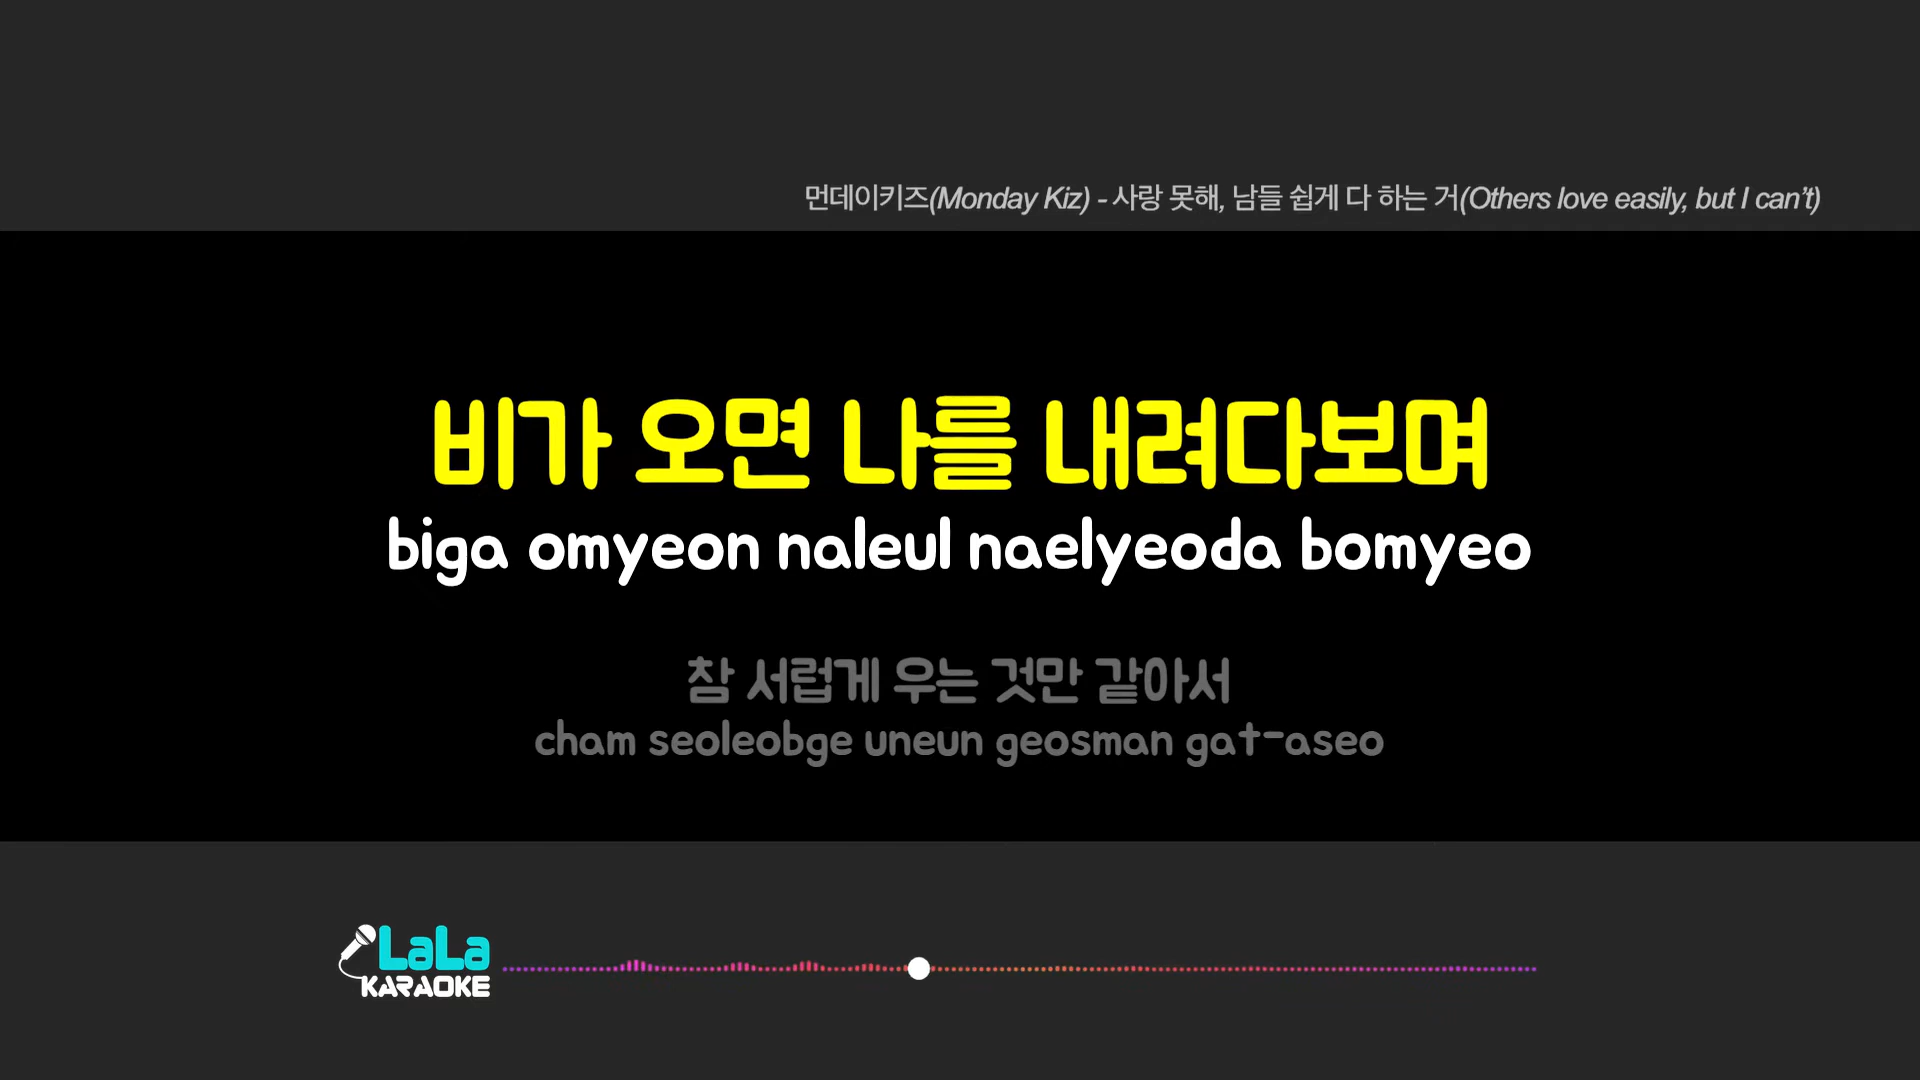 먼데이키즈(Monday Kiz) - 사랑 못해, 남들 쉽게 다 하는 거(Others love easily, but I can't)
비가 오면 나를 내려다보며
biga omyeon naleul naelyeoda bomyeo
참 서럽게 우는 것만 같아서
cham seoleobge uneun geosman gat-aseo
LaLa
KARAOKE